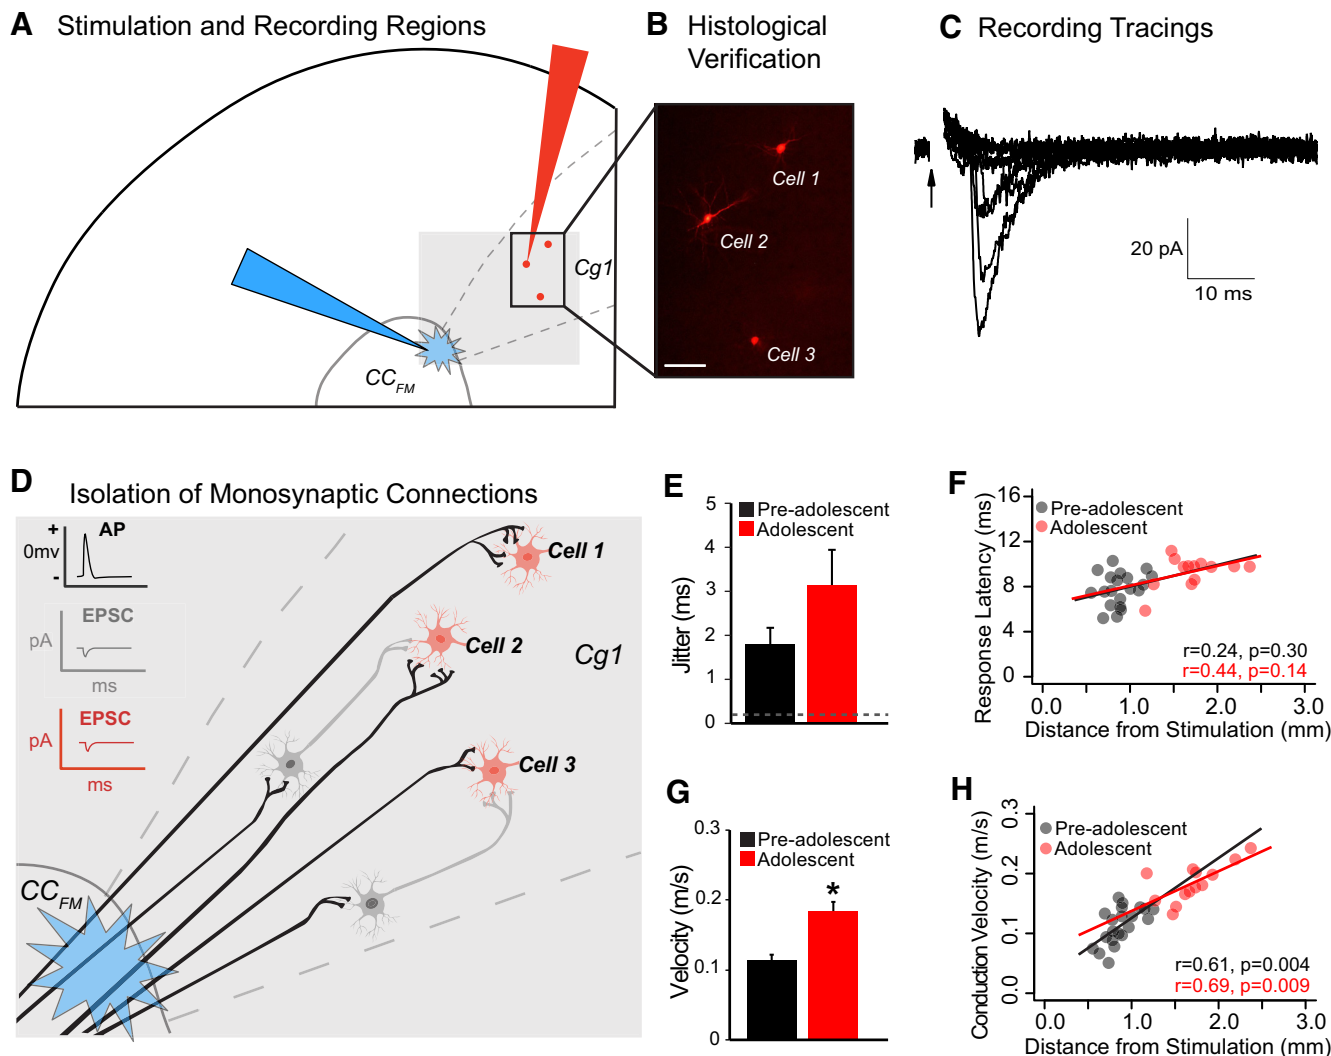 A Stimulation and Recording Regions
Cg1
CC_FM
B Histological
Verification
Cell 1
Cell 2
Cell 3
C Recording Tracings
20 pA
10 ms
D Isolation of Monosynaptic Connections
+
0mv
-
AP
EPSC
pA
ms
EPSC
pA
ms
Cell 1
Cell 2
Cell 3
Cg1
CC_FM
E
Pre-adolescent
Adolescent
Jitter (ms)
5
4
3
2
1
0
F
Pre-adolescent
Adolescent
Response Latency (ms)
16
12
8
4
0
r=0.24, p=0.30
r=0.44, p=0.14
0.0 1.0 2.0 3.0
Distance from Stimulation (mm)
G
Pre-adolescent
Adolescent
Velocity (m/s)
0.3
0.2
0.1
0
*
H
Pre-adolescent
Adolescent
Conduction Velocity (m/s)
0.3
0.2
0.1
0.0
r=0.61, p=0.004
r=0.69, p=0.009
0.0 1.0 2.0 3.0
Distance from Stimulation (mm)